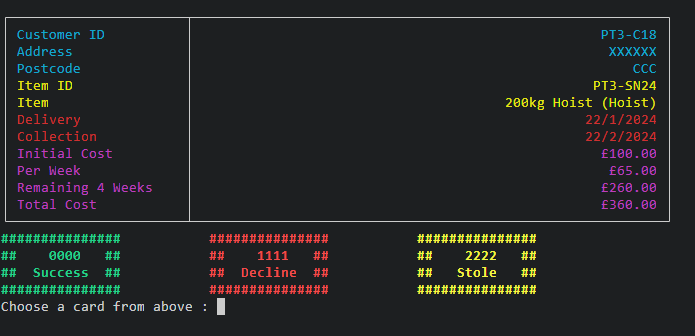 Customer ID PT3-C18
Address XXXXXX
Postcode CCC
Item ID PT3-SN24
Item 200kg Hoist (Hoist)
Delivery 22/1/2024
Collection 22/2/2024
Initial Cost £100.00
Per Week £65.00
Remaining 4 Weeks £260.00
Total Cost £360.00
############### ############### ###############
## 0000 ## ## 1111 ## ## 2222 ##
## Success ## ## Decline ## ## Stole ##
############### ############### ###############
Choose a card from above :